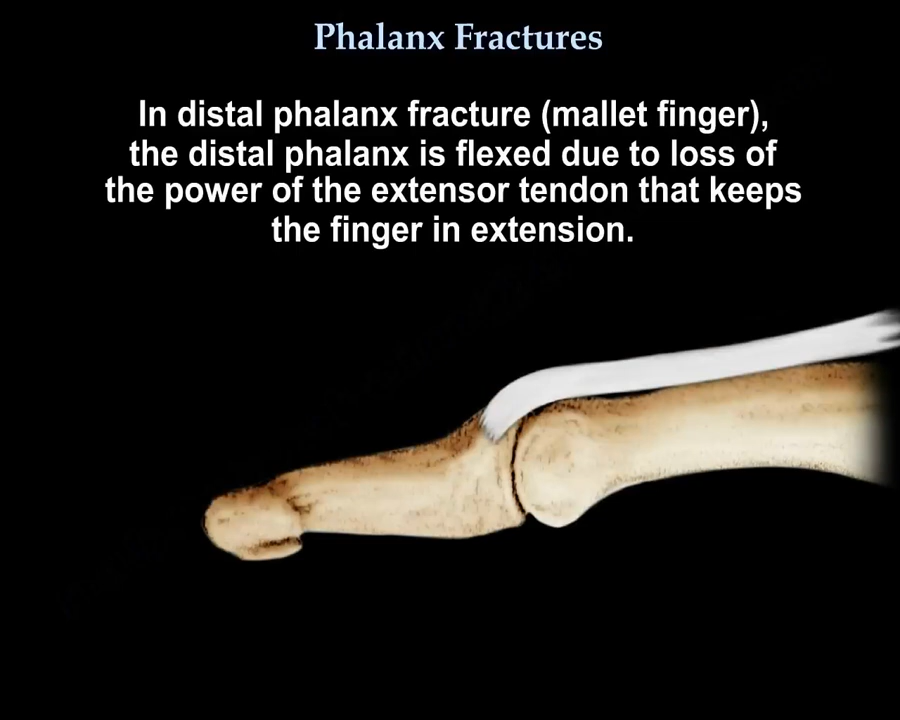 Phalanx Fractures
In distal phalanx fracture (mallet finger),
the distal phalanx is flexed due to loss of
the power of the extensor tendon that keeps
the finger in extension.